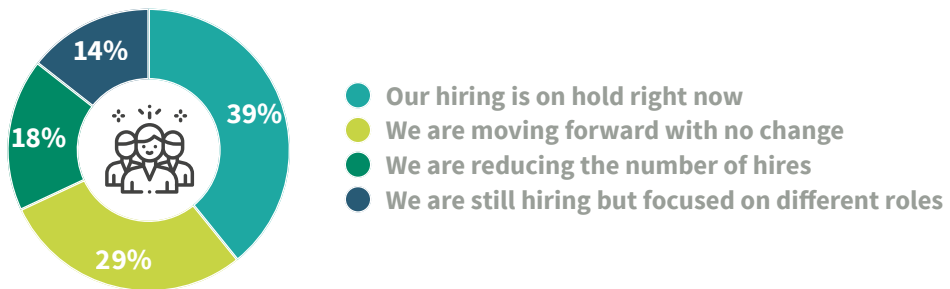 14%
39%
18%
29%
Our hiring is on hold right now
We are moving forward with no change
We are reducing the number of hires
We are still hiring but focused on different roles